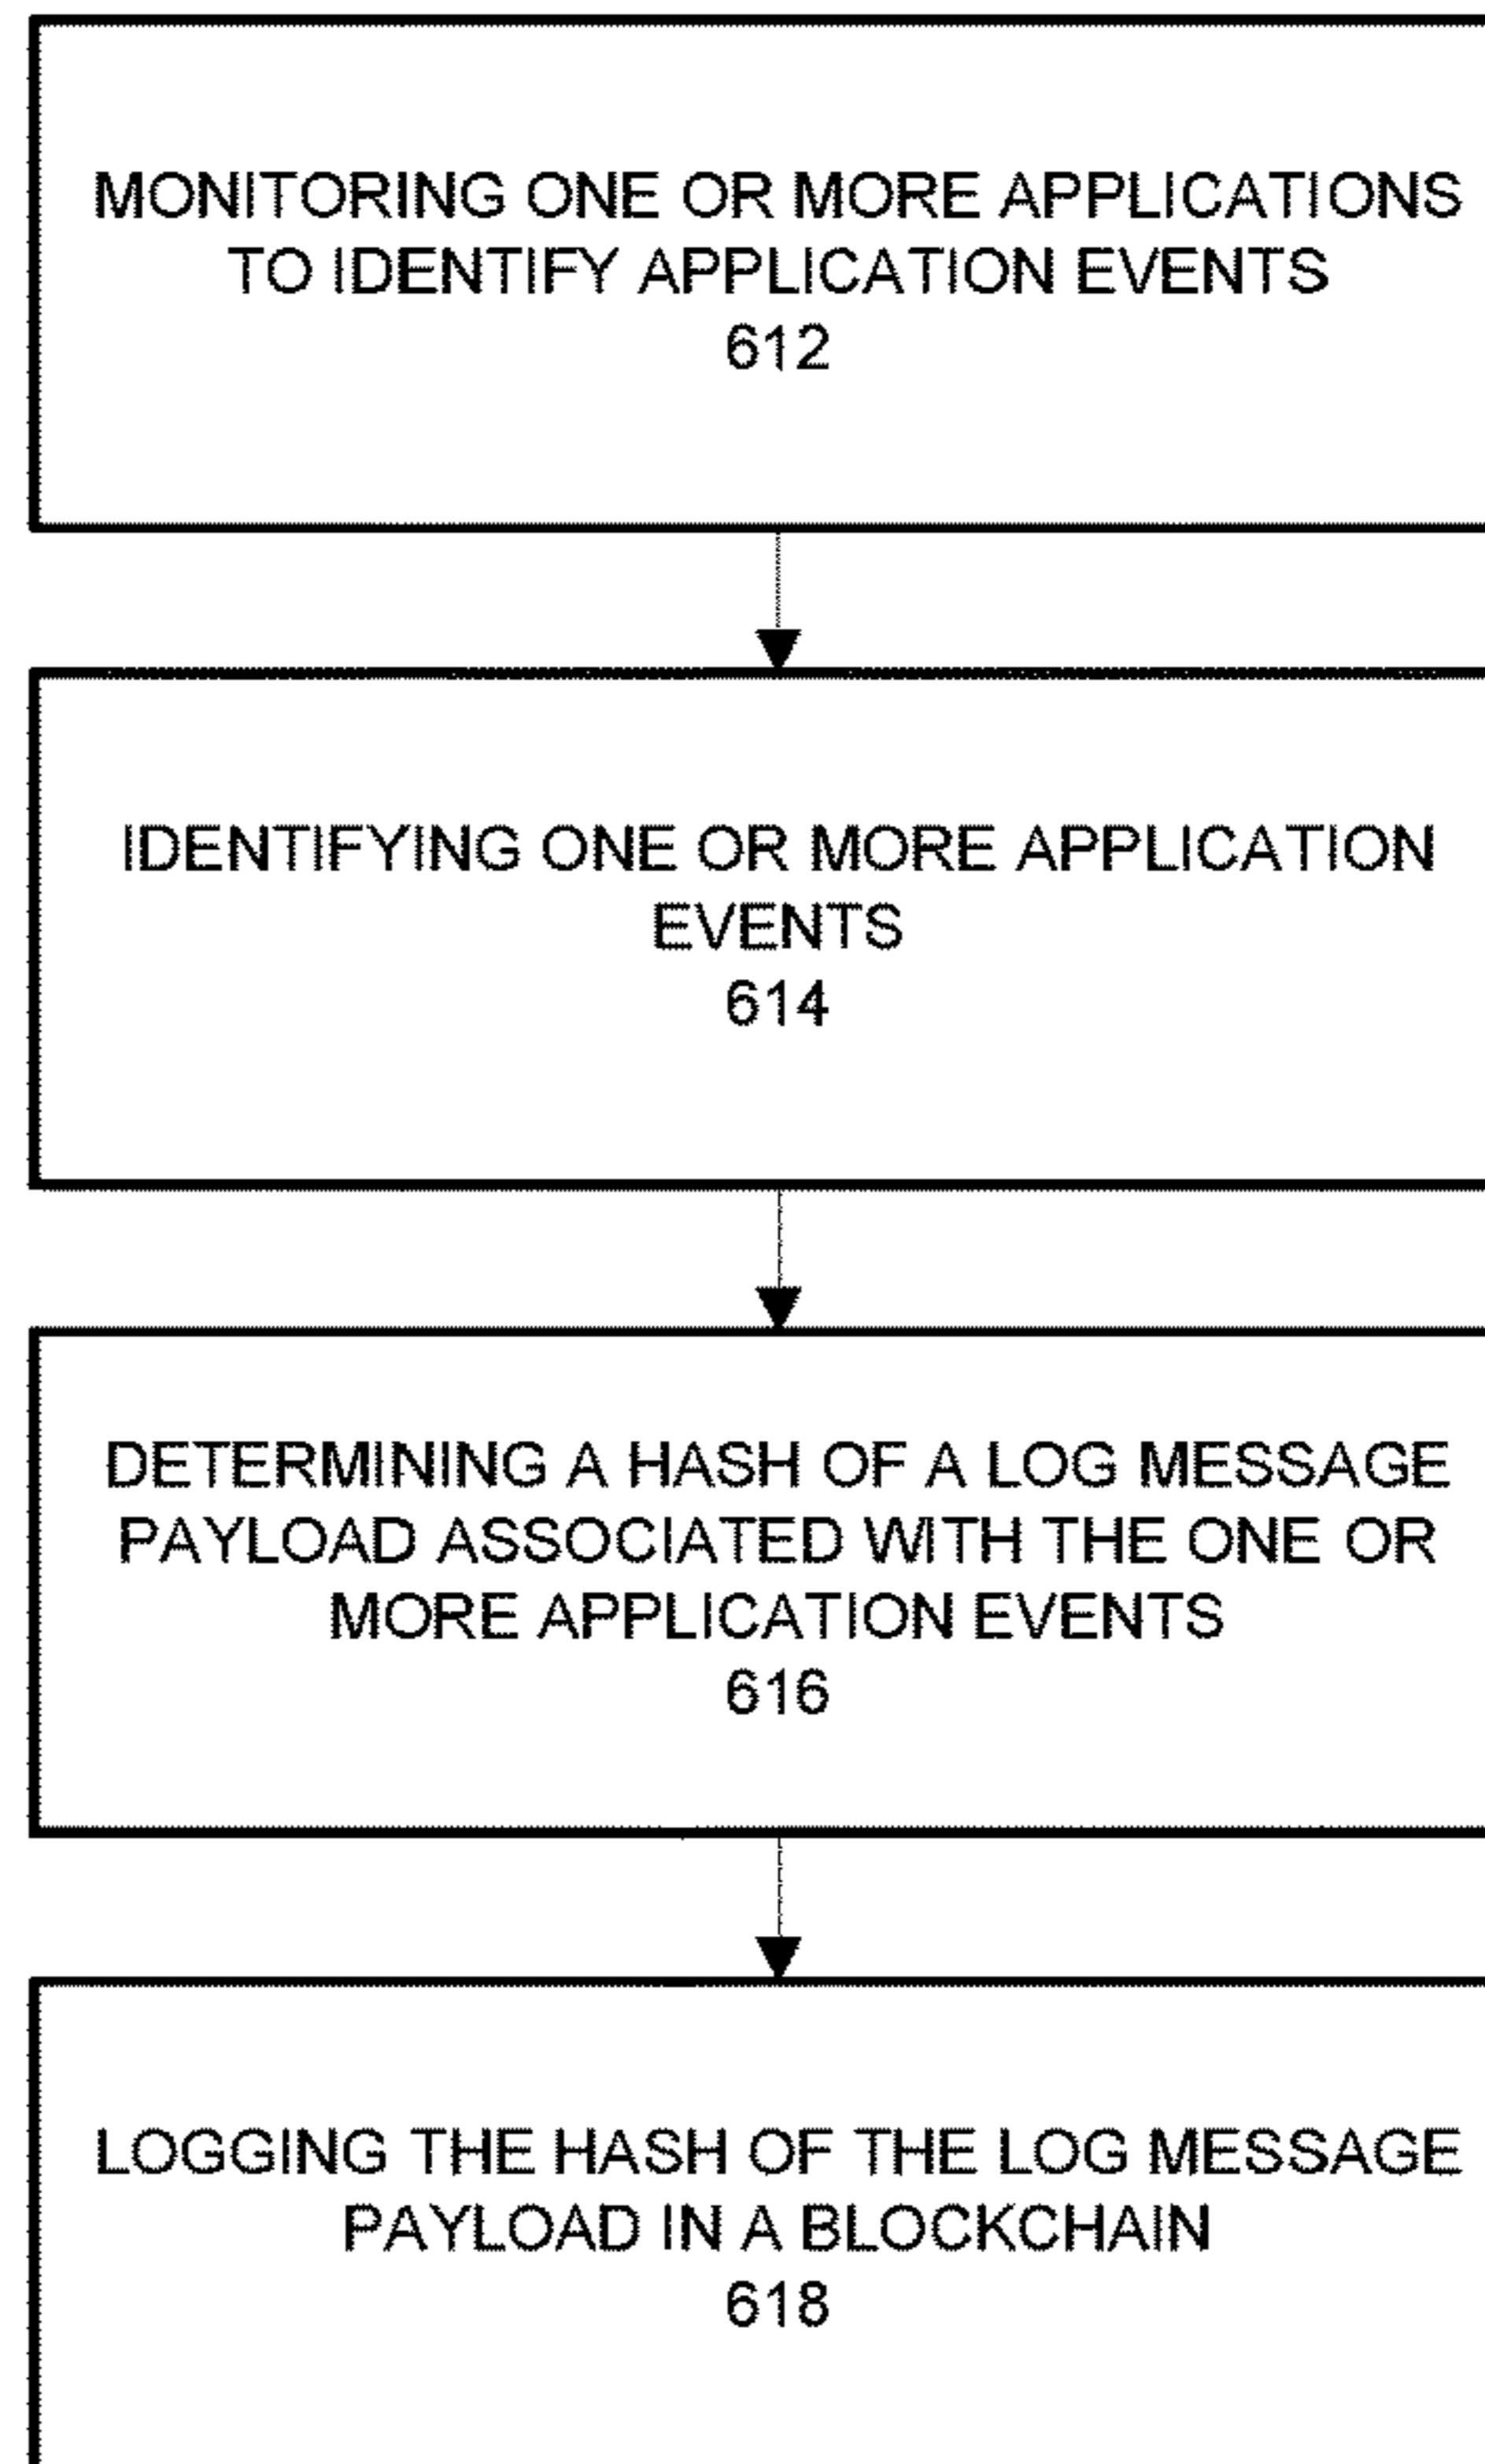 MONITORING ONE OR MORE APPLICATIONS
TO IDENTIFY APPLICATION EVENTS
612
IDENTIFYING ONE OR MORE APPLICATION
EVENTS
614
DETERMINING A HASH OF A LOG MESSAGE
PAYLOAD ASSOCIATED WITH THE ONE OR
MORE APPLICATION EVENTS
616
LOGGING THE HASH OF THE LOG MESSAGE
PAYLOAD IN A BLOCKCHAIN
618